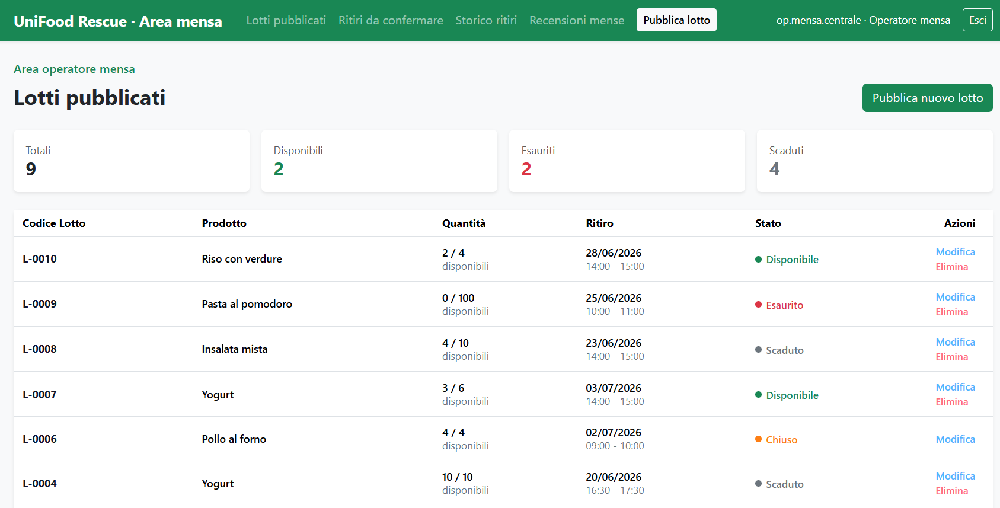 UniFood Rescue · Area mensa Lotti pubblicati Ritiri da confermare Storico ritiri Recensioni mense Pubblica lotto op.mensa.centrale · Operatore mensa Esci
Area operatore mensa
Lotti pubblicati Pubblica nuovo lotto
Totali Disponibili Esauriti Scaduti
9 2 2 4
Codice Lotto Prodotto Quantità Ritiro Stato Azioni
L-0010 Riso con verdure 2 / 4 28/06/2026 Disponibile Modifica
disponibili 14:00 - 15:00 Elimina
L-0009 Pasta al pomodoro 0 / 100 25/06/2026 Esaurito Modifica
disponibili 10:00 - 11:00 Elimina
L-0008 Insalata mista 4 / 10 23/06/2026 Scaduto Modifica
disponibili 14:00 - 15:00 Elimina
L-0007 Yogurt 3 / 6 03/07/2026 Disponibile Modifica
disponibili 14:00 - 15:00 Elimina
L-0006 Pollo al forno 4 / 4 02/07/2026 Chiuso Modifica
disponibili 09:00 - 10:00
L-0004 Yogurt 10 / 10 20/06/2026 Scaduto Modifica
disponibili 16:30 - 17:30 Elimina